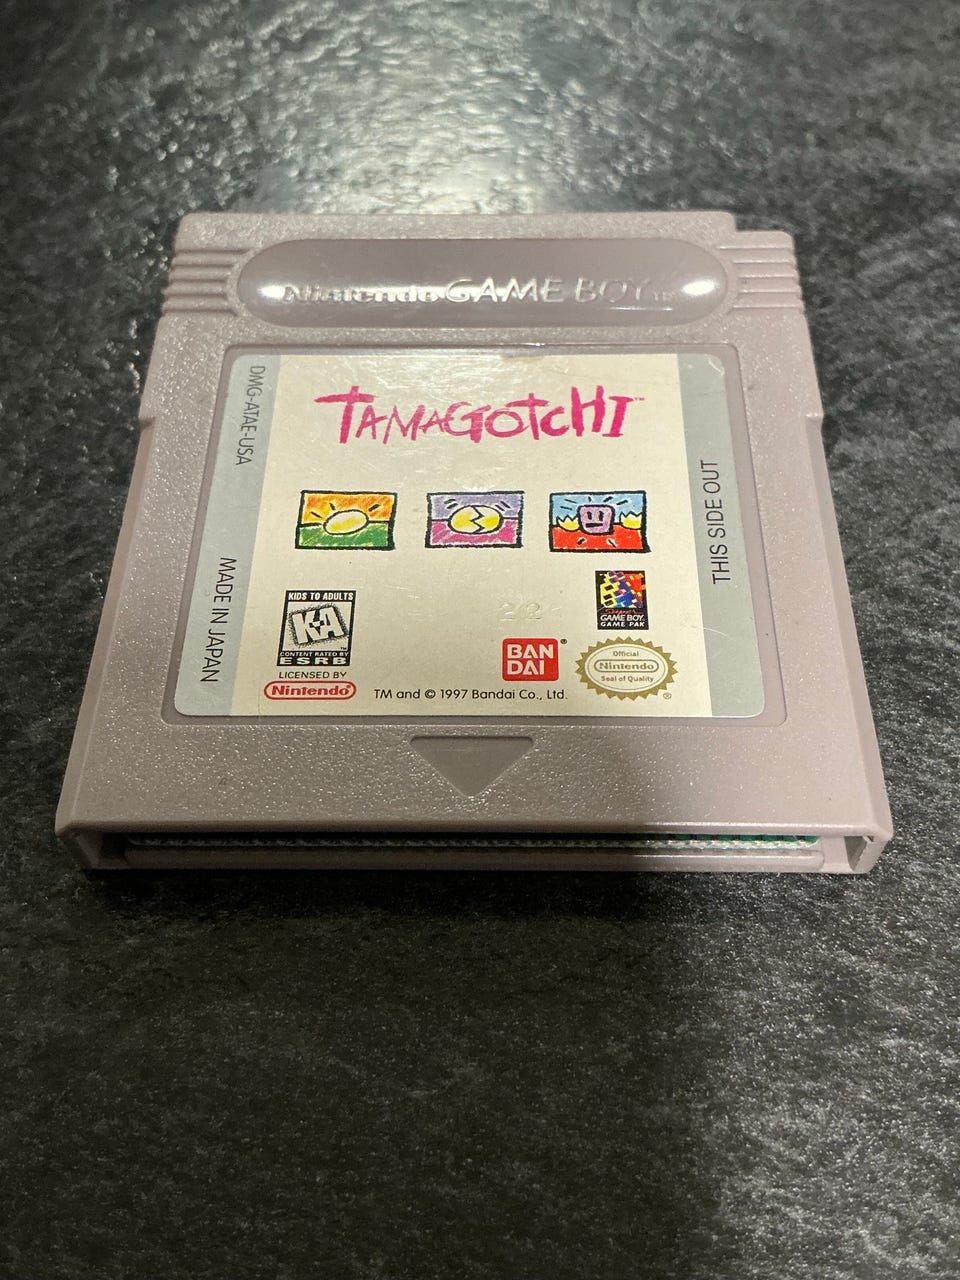 Nintendo GAME BOY TM
DMG-ATAE-USA
MADE IN JAPAN
TAMAGOTCHI™
THIS SIDE OUT
KIDS TO ADULTS
K-A
CONTENT RATED BY
ESRB
LICENSED BY
Nintendo®
22
BAN
DAI®
TM and © 1997 Bandai Co., Ltd.
Super
GAME BOY.
GAME PAK
Official
Nintendo
Seal of Quality
®